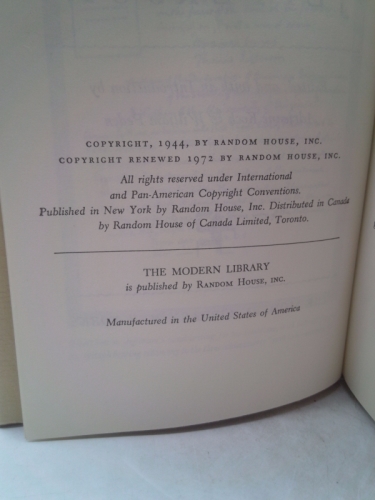 COPYRIGHT, 1944, BY RANDOM HOUSE, INC.
COPYRIGHT RENEWED 1972 BY RANDOM HOUSE, INC.
All rights reserved under International
and Pan-American Copyright Conventions.
Published in New York by Random House, Inc. Distributed in Canada
by Random House of Canada Limited, Toronto.
THE MODERN LIBRARY
is published by RANDOM HOUSE, INC.
Manufactured in the United States of America